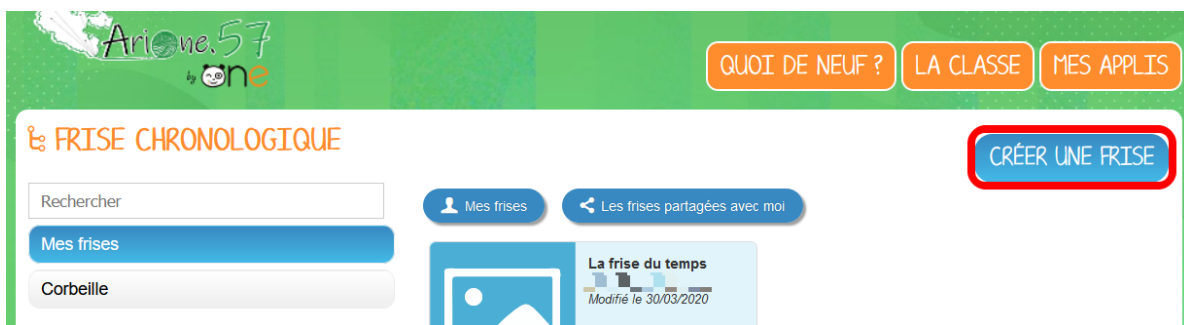 Arione.57
by One
QUOI DE NEUF ? LA CLASSE MES APPLIS
FRISE CHRONOLOGIQUE
CRÉER UNE FRISE
Rechercher
Mes frises Les frises partagées avec moi
Mes frises
La frise du temps
Corbeille
Modifié le 30/03/2020